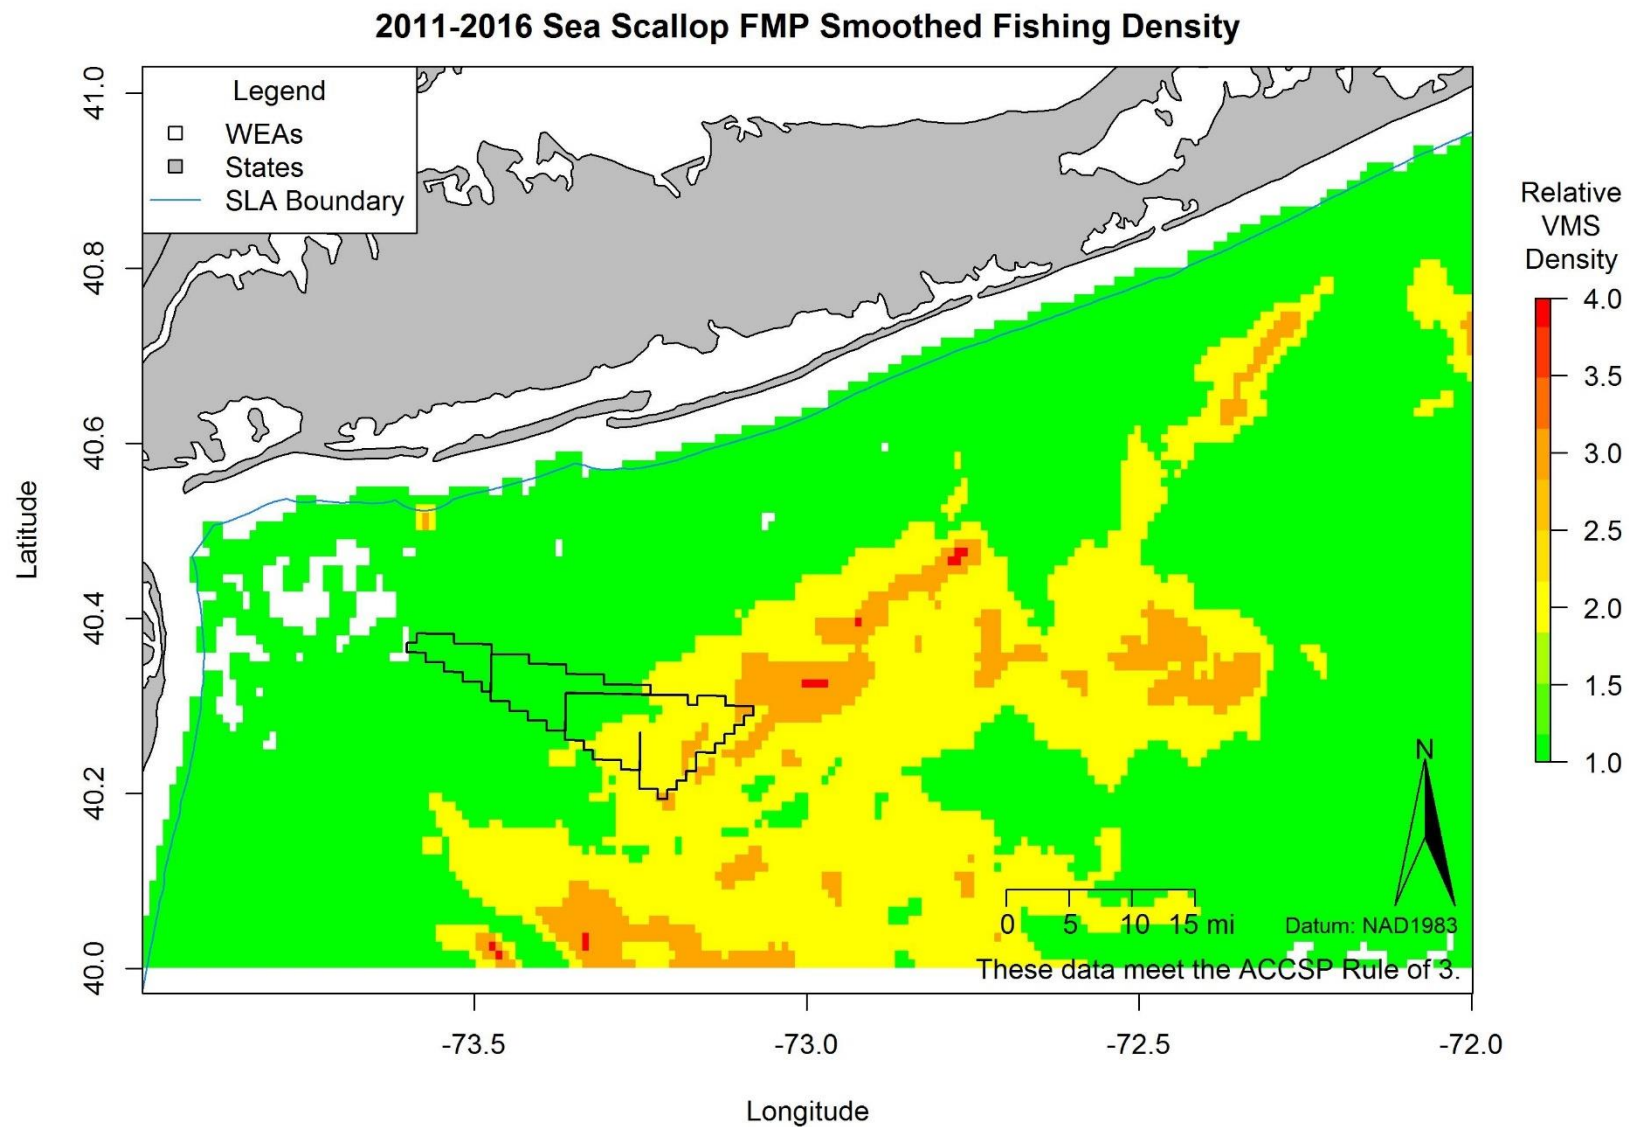 2011-2016 Sea Scallop FMP Smoothed Fishing Density
Legend
WEAs
States
SLA Boundary
41.0
40.8
40.6
40.4
40.2
40.0
Latitude
Relative
VMS
Density
4.0
3.5
3.0
2.5
2.0
1.5
1.0
N
0 5 10 15 mi
Datum: NAD1983
These data meet the ACCSP Rule of 3.
-73.5 -73.0 -72.5 -72.0
Longitude